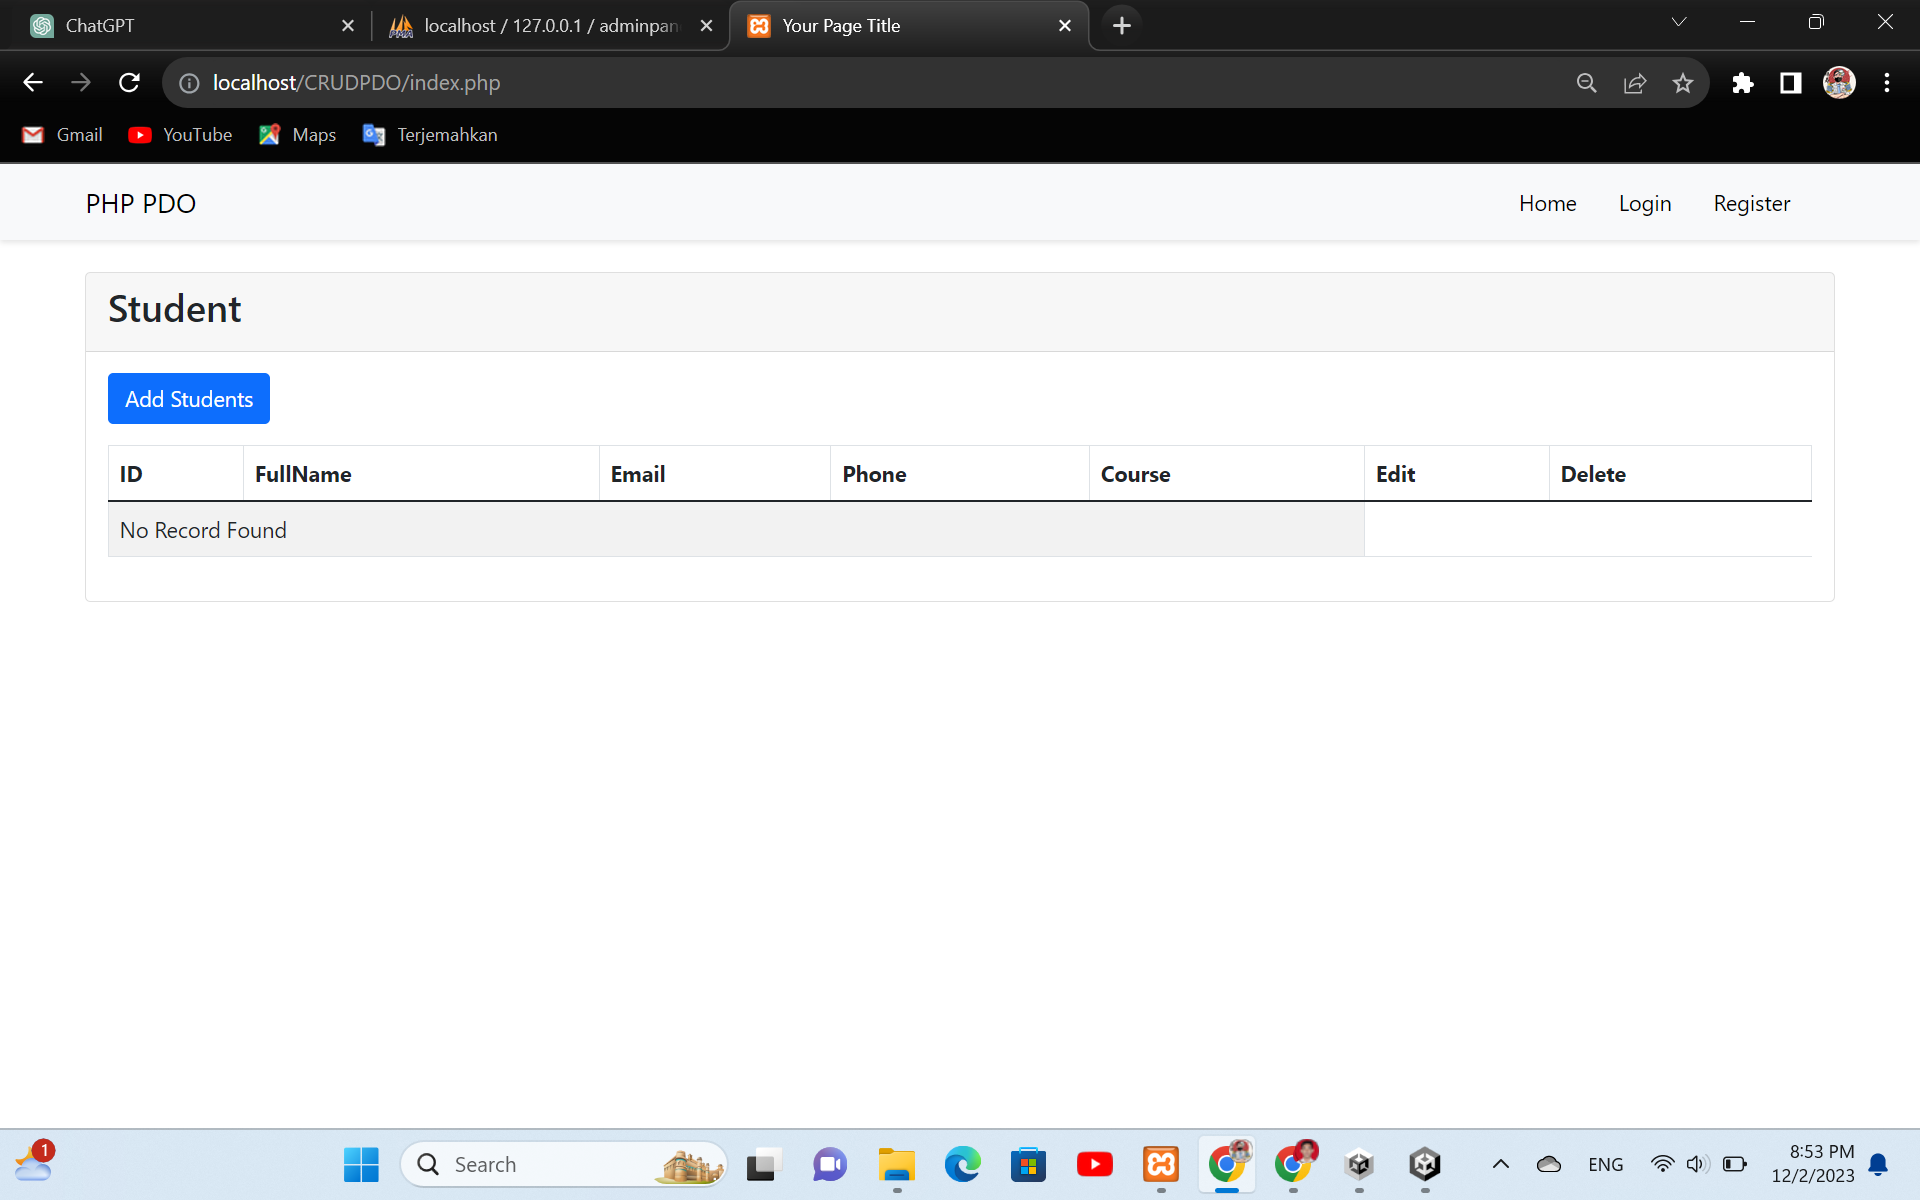 ChatGPT
localhost / 127.0.0.1 / adminpan
Your Page Title
localhost/CRUDPDO/index.php
Gmail
YouTube
Maps
Terjemahkan
PHP PDO
Home
Login
Register
Student
Add Students
ID
FullName
Email
Phone
Course
Edit
Delete
No Record Found
1
Search
ENG
8:53 PM
12/2/2023